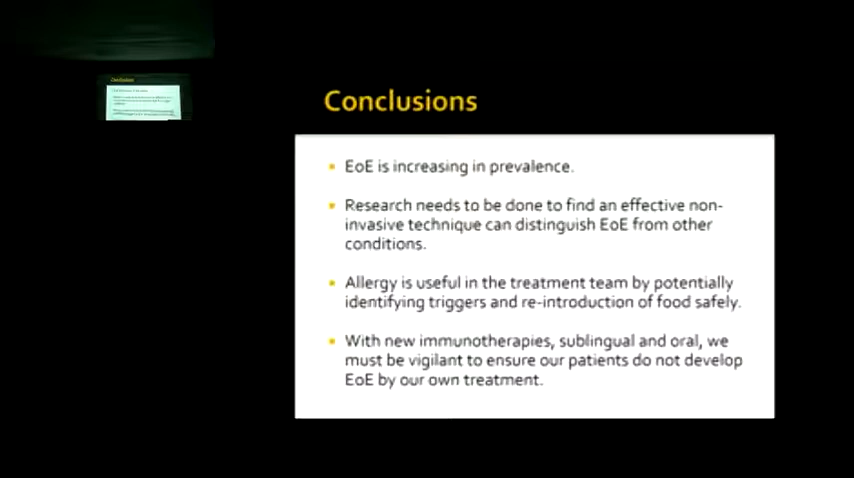 Conclusions
EoE is increasing in prevalence.
Research needs to be done to find an effective non-
invasive technique can distinguish EoE from other
conditions.
Allergy is useful in the treatment team by potentially
identifying triggers and re-introduction of food safely.
With new immunotherapies, sublingual and oral, we
must be vigilant to ensure our patients do not develop
EoE by our own treatment.